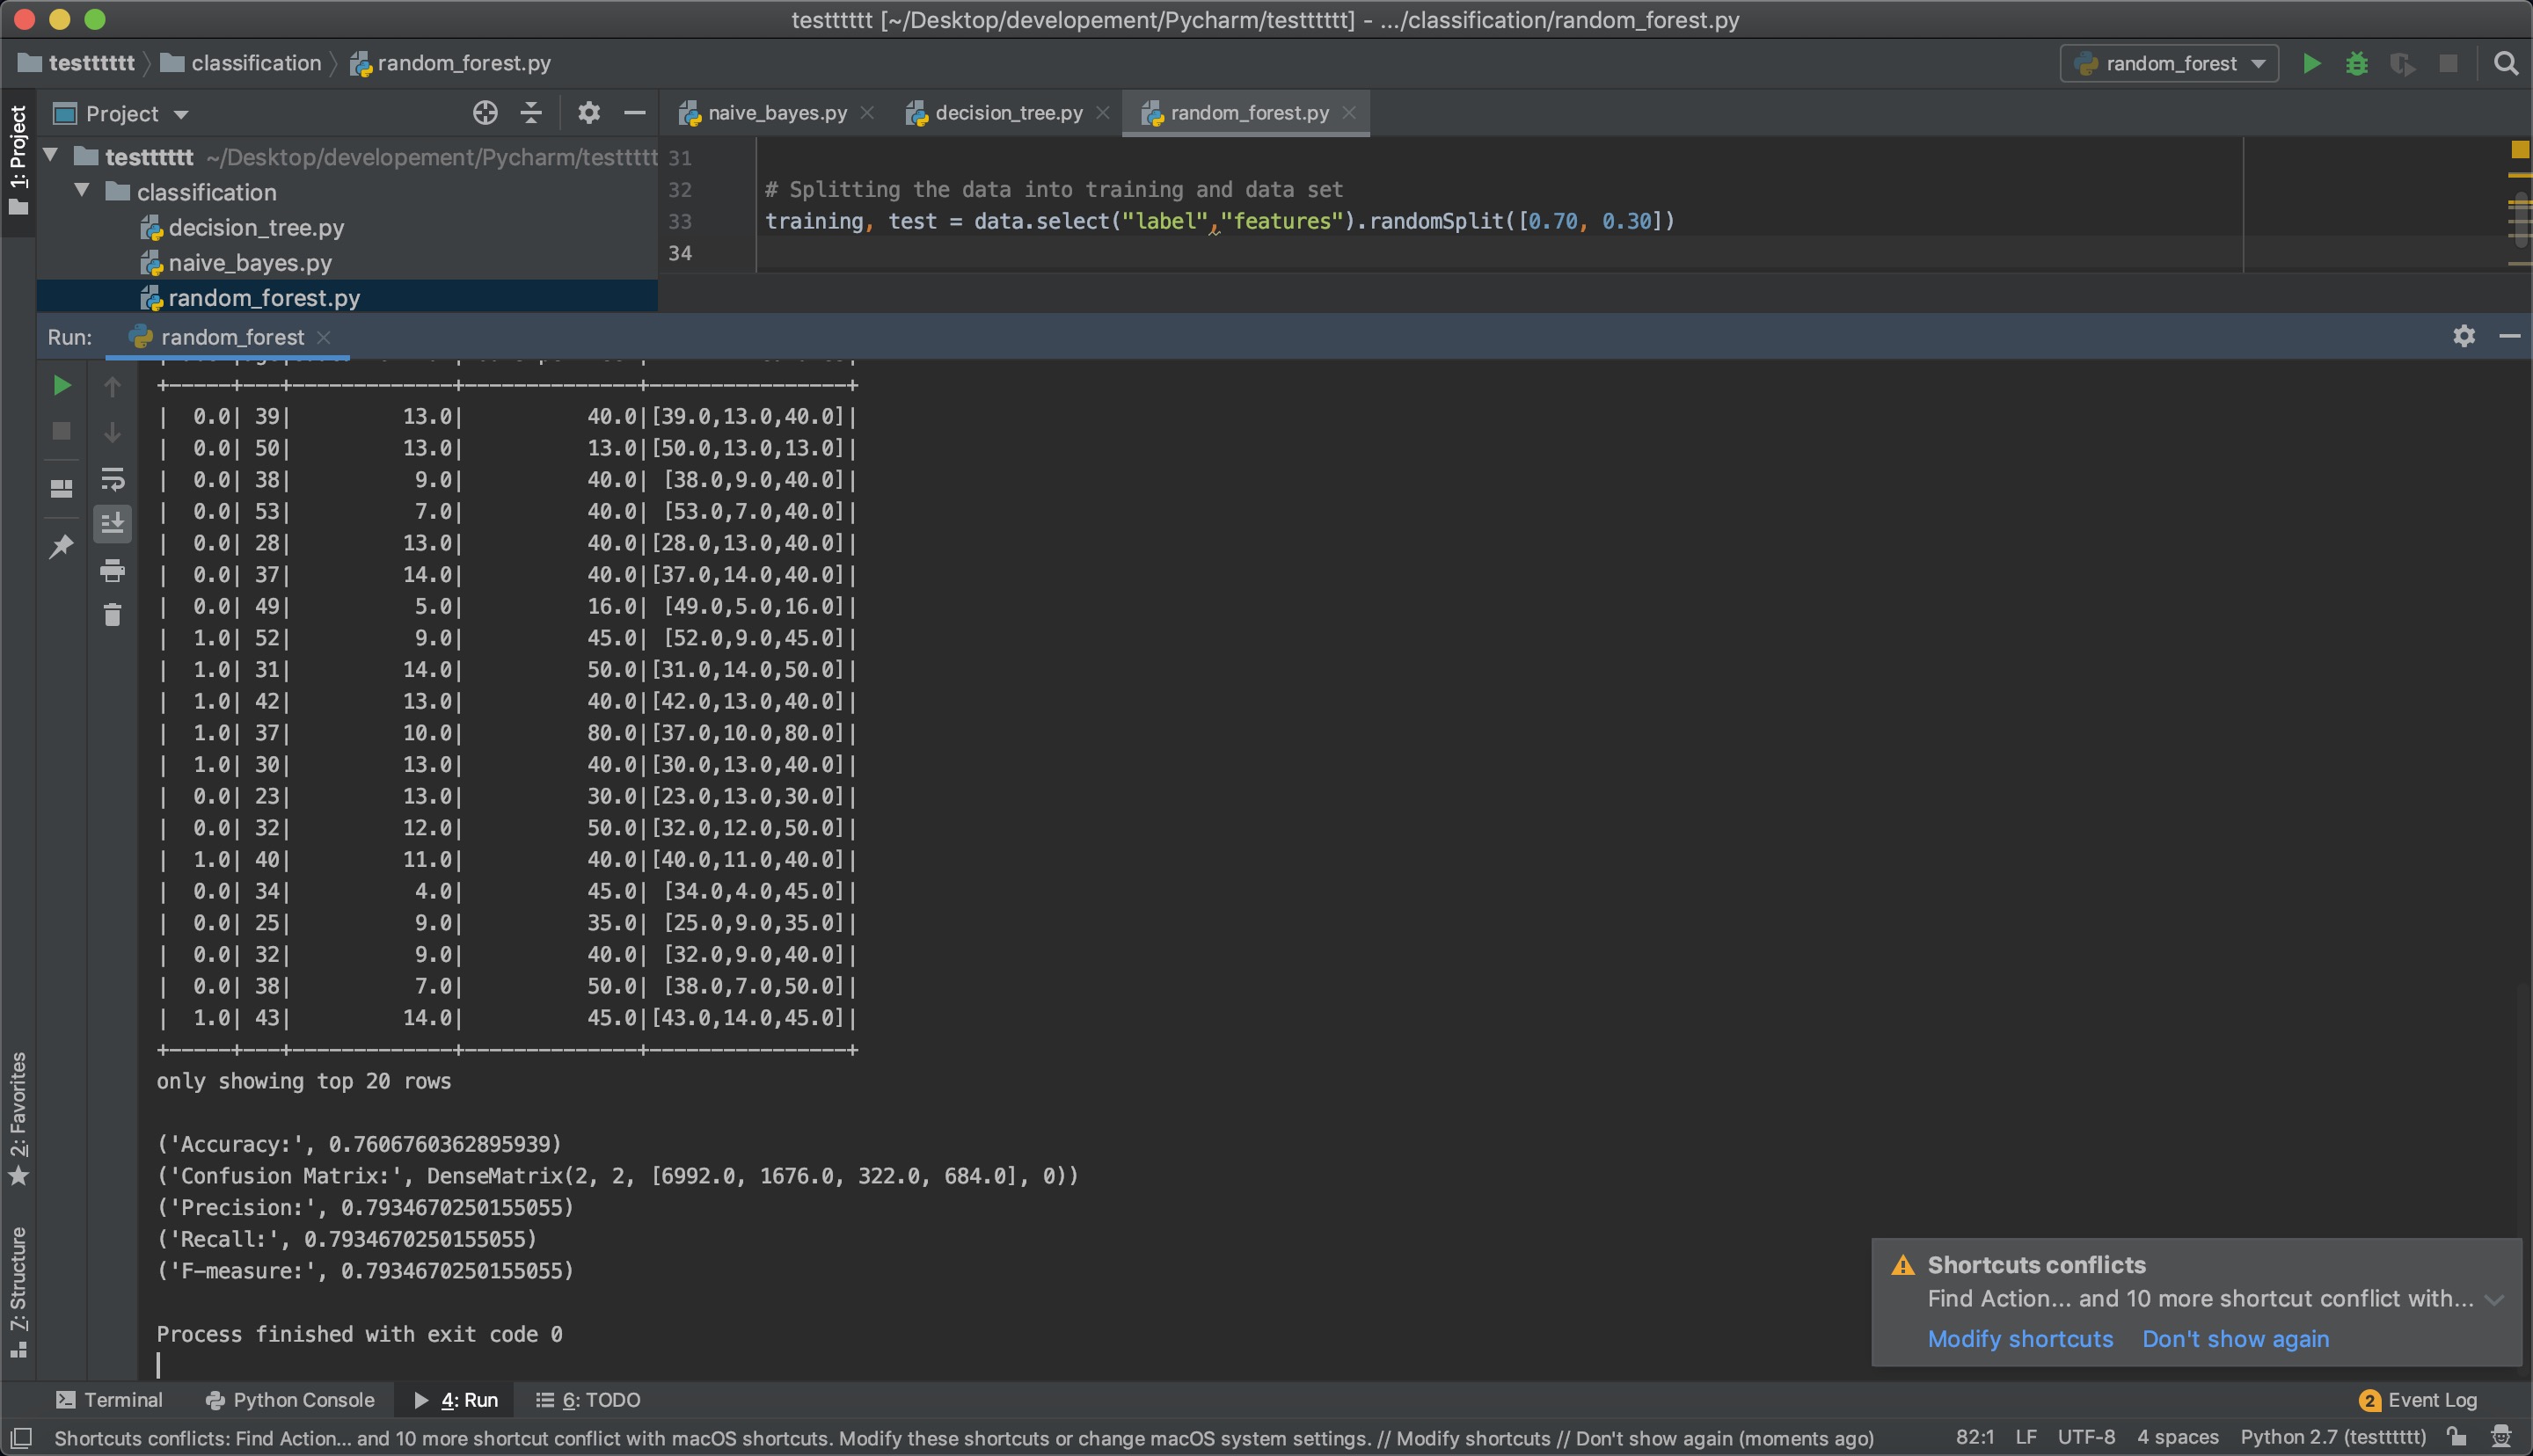 testttttt [~/Desktop/developement/Pycharm/testttttt] - .../classification/random_forest.py
testttttt classification random_forest.py random_forest
1: Project
Project naive_bayes.py decision_tree.py random_forest.py
testttttt ~/Desktop/developement/Pycharm/testtttt
classification
decision_tree.py
naive_bayes.py
random_forest.py
31
32 # Splitting the data into training and data set
33 training, test = data.select("label","features").randomSplit([0.70, 0.30])
34
Run: random_forest
+-----+---+-------------+--------------+----------------+
| 0.0| 39| 13.0| 40.0|[39.0,13.0,40.0]|
| 0.0| 50| 13.0| 13.0|[50.0,13.0,13.0]|
| 0.0| 38| 9.0| 40.0| [38.0,9.0,40.0]|
| 0.0| 53| 7.0| 40.0| [53.0,7.0,40.0]|
| 0.0| 28| 13.0| 40.0|[28.0,13.0,40.0]|
| 0.0| 37| 14.0| 40.0|[37.0,14.0,40.0]|
| 0.0| 49| 5.0| 16.0| [49.0,5.0,16.0]|
| 1.0| 52| 9.0| 45.0| [52.0,9.0,45.0]|
| 1.0| 31| 14.0| 50.0|[31.0,14.0,50.0]|
| 1.0| 42| 13.0| 40.0|[42.0,13.0,40.0]|
| 1.0| 37| 10.0| 80.0|[37.0,10.0,80.0]|
| 1.0| 30| 13.0| 40.0|[30.0,13.0,40.0]|
| 0.0| 23| 13.0| 30.0|[23.0,13.0,30.0]|
| 0.0| 32| 12.0| 50.0|[32.0,12.0,50.0]|
| 1.0| 40| 11.0| 40.0|[40.0,11.0,40.0]|
| 0.0| 34| 4.0| 45.0| [34.0,4.0,45.0]|
| 0.0| 25| 9.0| 35.0| [25.0,9.0,35.0]|
| 0.0| 32| 9.0| 40.0| [32.0,9.0,40.0]|
| 0.0| 38| 7.0| 50.0| [38.0,7.0,50.0]|
| 1.0| 43| 14.0| 45.0|[43.0,14.0,45.0]|
+-----+---+-------------+--------------+----------------+
only showing top 20 rows
('Accuracy:', 0.7606760362895939)
('Confusion Matrix:', DenseMatrix(2, 2, [6992.0, 1676.0, 322.0, 684.0], 0))
('Precision:', 0.7934670250155055)
('Recall:', 0.7934670250155055)
('F-measure:', 0.7934670250155055)
Process finished with exit code 0
2: Favorites
7: Structure
Shortcuts conflicts
Find Action... and 10 more shortcut conflict with...
Modify shortcuts Don't show again
Terminal Python Console 4: Run 6: TODO 2 Event Log
Shortcuts conflicts: Find Action... and 10 more shortcut conflict with macOS shortcuts. Modify these shortcuts or change macOS system settings. // Modify shortcuts // Don't show again (moments ago) 82:1 LF UTF-8 4 spaces Python 2.7 (testttttt)